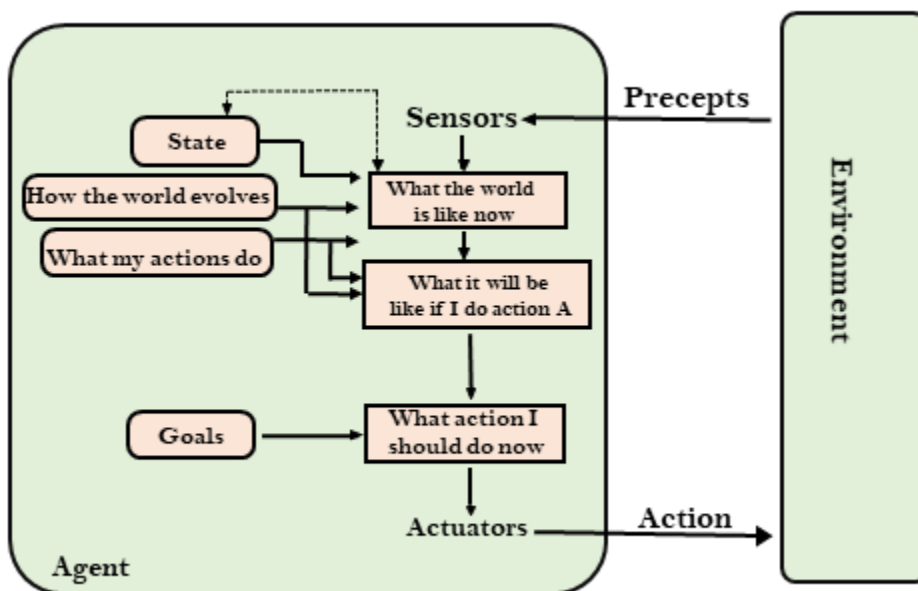 Precepts
Sensors
State
How the world evolves
What the world
is like now
What my actions do
What it will be
like if I do action A
Environment
Goals
What action I
should do now
Actuators
Action
Agent